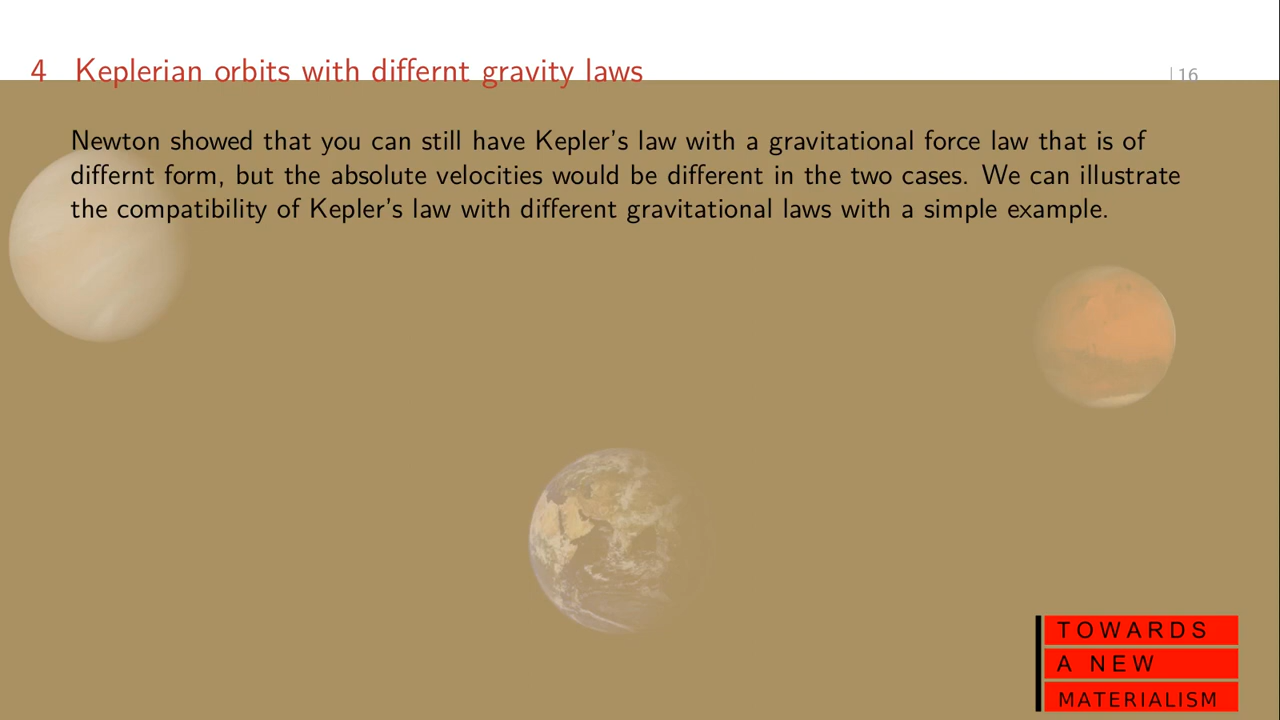 4 Keplerian orbits with differnt gravity laws
|16
Newton showed that you can still have Kepler's law with a gravitational force law that is of
differnt form, but the absolute velocities would be different in the two cases. We can illustrate
the compatibility of Kepler's law with different gravitational laws with a simple example.
TOWARDS
A NEW
MATERIALISM